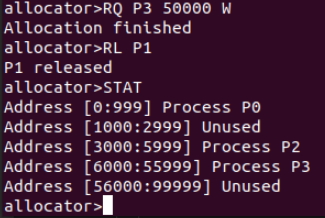 allocator>RQ P3 50000 W
Allocation finished
allocator>RL P1
P1 released
allocator>STAT
Address [0:999] Process P0
Address [1000:2999] Unused
Address [3000:5999] Process P2
Address [6000:55999] Process P3
Address [56000:99999] Unused
allocator>